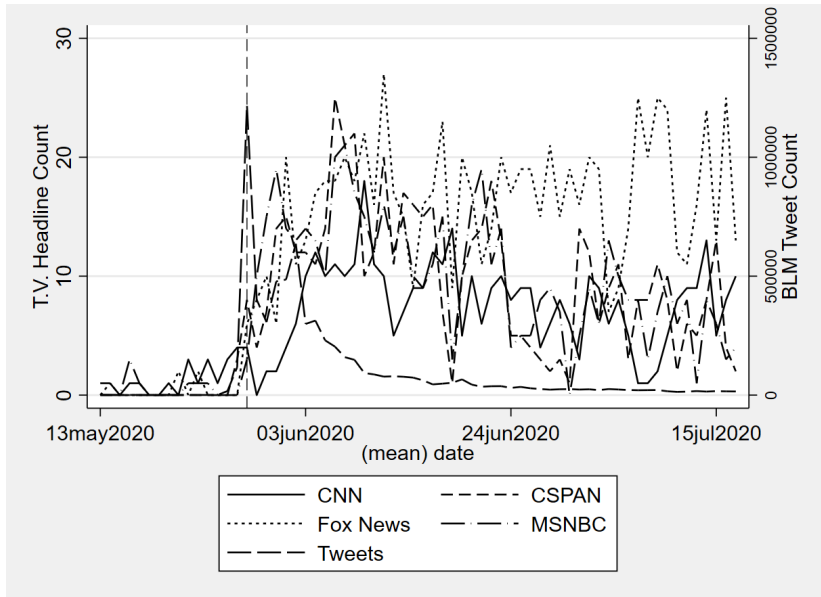 T.V. Headline Count
30
20
10
0
BLM Tweet Count
1500000
1000000
500000
0
13may2020 03jun2020 24jun2020 15jul2020
(mean) date
CNN CSPAN
Fox News MSNBC
Tweets